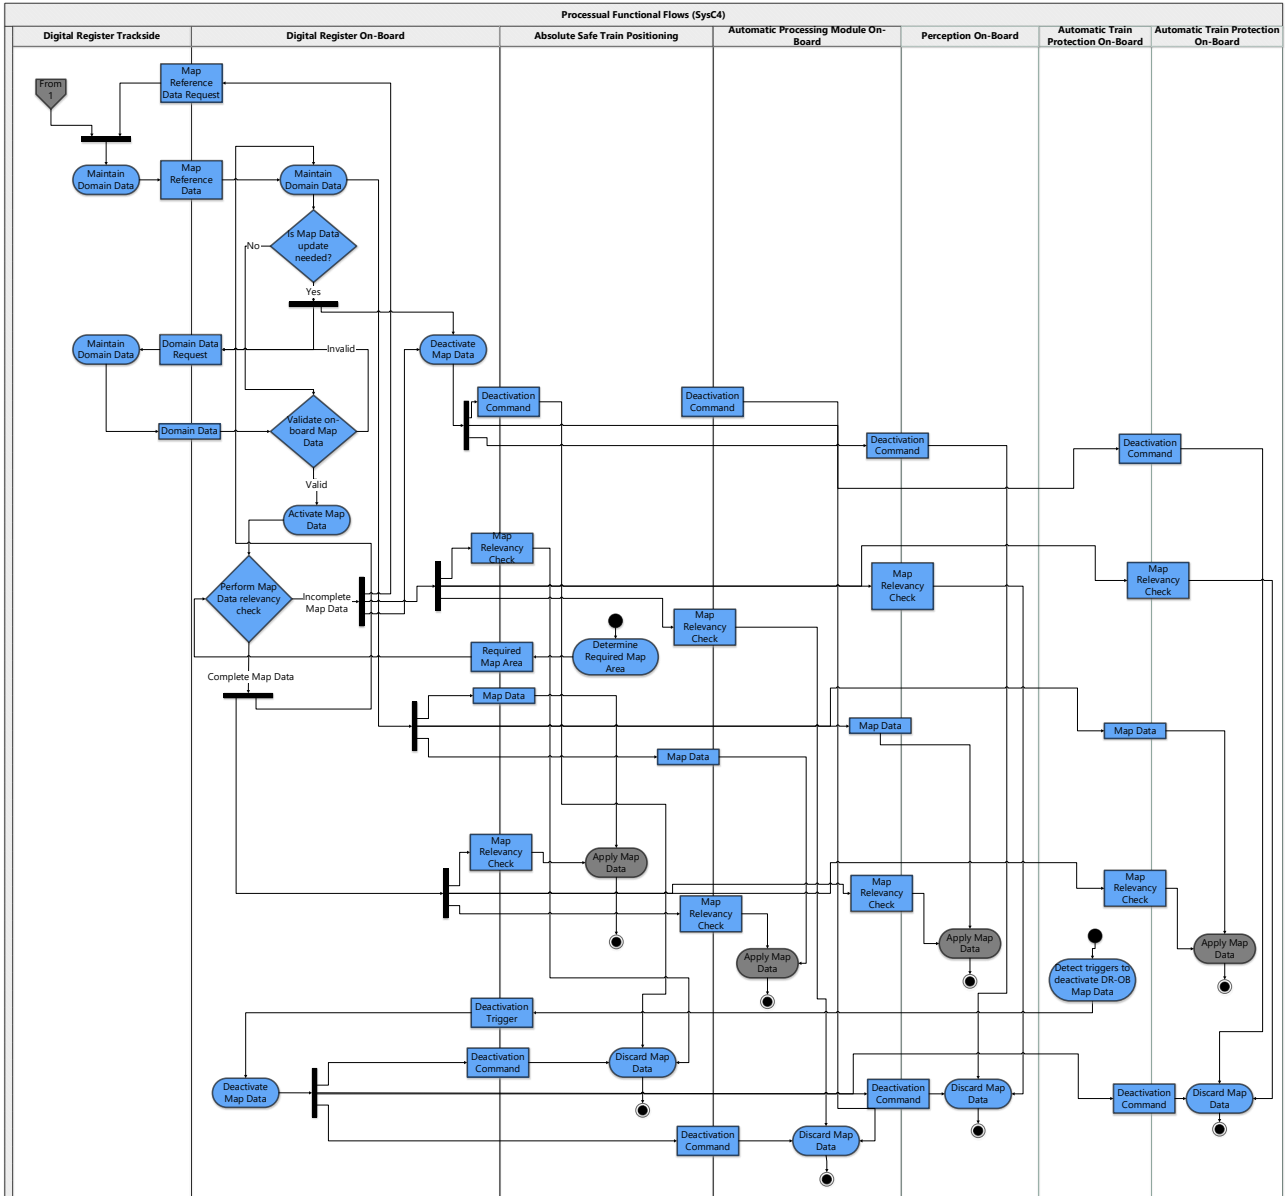 Processual Functional Flows (SysC4)
Digital Register Trackside
Digital Register On-Board
Absolute Safe Train Positioning
Automatic Processing Module On-
Board
Perception On-Board
Automatic Train
Protection On-Board
Automatic Train Protection
On-Board
From
1
Map
Reference
Data Request
Maintain
Domain Data
Map
Reference
Data
Maintain
Domain Data
Is Map Data
update
needed?
No
Yes
Maintain
Domain Data
Domain Data
Request
Invalid
Deactivate
Map Data
Deactivation
Command
Deactivation
Command
Domain Data
Validate on-
board Map
Data
Deactivation
Command
Deactivation
Command
Valid
Activate Map
Data
Map
Relevancy
Check
Map
Relevancy
Check
Map
Relevancy
Check
Perform Map
Data relevancy
check
Incomplete
Map Data
Map
Relevancy
Check
Required
Map Area
Determine
Required Map
Area
Complete Map Data
Map Data
Map Data
Map Data
Map Data
Map
Relevancy
Check
Apply Map
Data
Map
Relevancy
Check
Map
Relevancy
Check
Map
Relevancy
Check
Apply Map
Data
Apply Map
Data
Apply Map
Data
Detect triggers to
deactivate DR-OB
Map Data
Deactivation
Trigger
Deactivation
Command
Discard Map
Data
Deactivate
Map Data
Deactivation
Command
Discard Map
Data
Deactivation
Command
Discard Map
Data
Deactivation
Command
Discard Map
Data